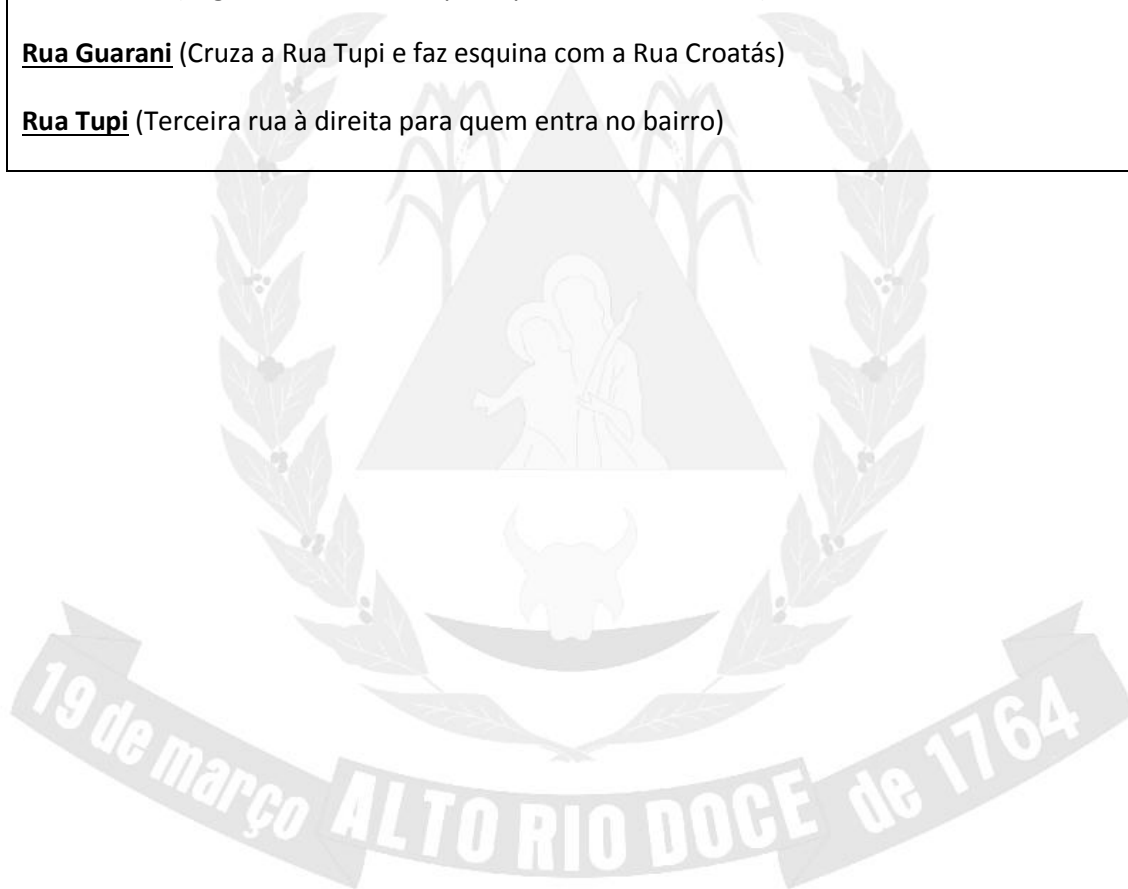 Rua Guarani (Cruza a Rua Tupi e faz esquina com a Rua Croatás)
Rua Tupi (Terceira rua à direita para quem entra no bairro)
19 de março ALTO RIO DOCE de 1764